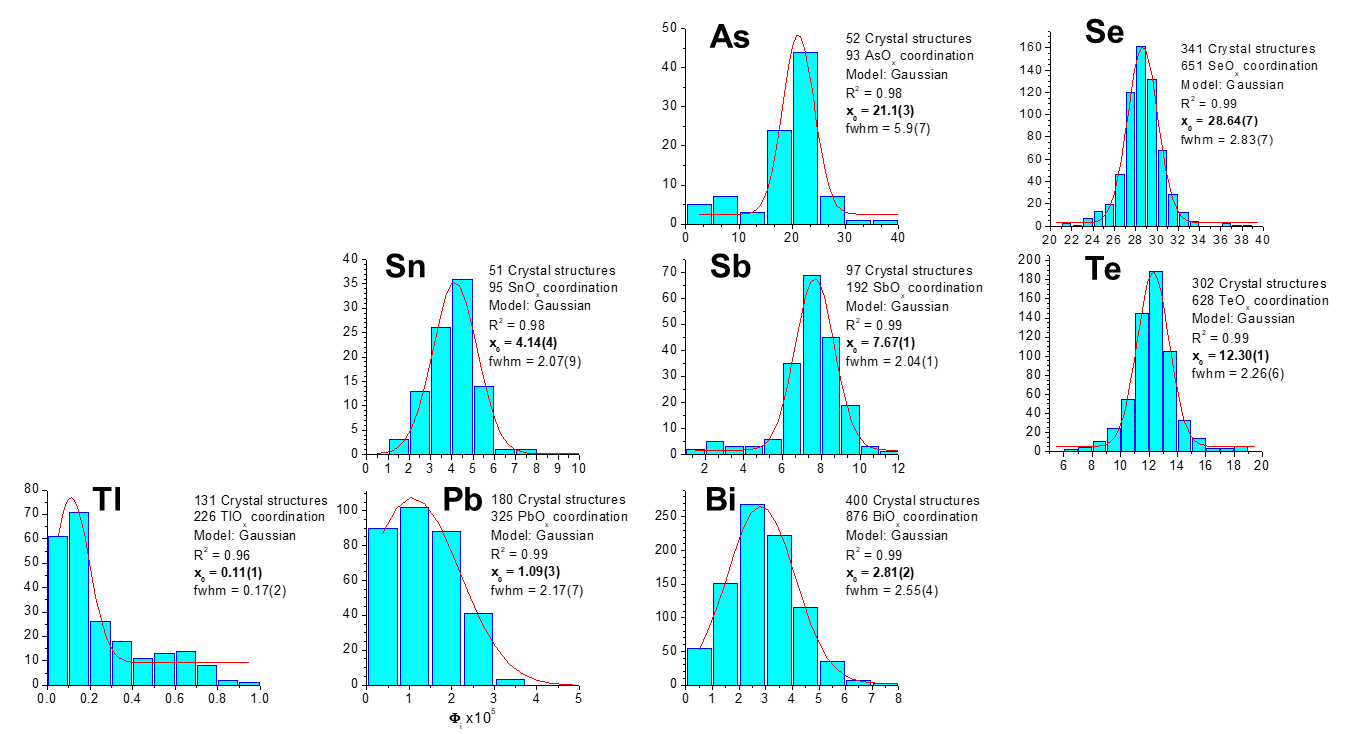 As
52 Crystal structures
93 AsOx coordination
Model: Gaussian
R2 = 0.98
x0 = 21.1(3)
fwhm = 5.9(7)
50
40
30
20
10
0
0 10 20 30 40
Se
341 Crystal structures
651 SeOx coordination
Model: Gaussian
R2 = 0.99
x0 = 28.64(7)
fwhm = 2.83(7)
160
140
120
100
80
60
40
20
0
20 22 24 26 28 30 32 34 36 38 40
Sn
51 Crystal structures
95 SnOx coordination
Model: Gaussian
R2 = 0.98
x0 = 4.14(4)
fwhm = 2.07(9)
40
35
30
25
20
15
10
5
0
0 1 2 3 4 5 6 7 8 9 10
Sb
97 Crystal structures
192 SbOx coordination
Model: Gaussian
R2 = 0.99
x0 = 7.67(1)
fwhm = 2.04(1)
70
60
50
40
30
20
10
0
2 4 6 8 10 12
Te
302 Crystal structures
628 TeOx coordination
Model: Gaussian
R2 = 0.99
x0 = 12.30(1)
fwhm = 2.26(6)
200
180
160
140
120
100
80
60
40
20
0
6 8 10 12 14 16 18 20
Tl
131 Crystal structures
226 TlOx coordination
Model: Gaussian
R2 = 0.96
x0 = 0.11(1)
fwhm = 0.17(2)
80
70
60
50
40
30
20
10
0
0.0 0.2 0.4 0.6 0.8 1.0
Pb
180 Crystal structures
325 PbOx coordination
Model: Gaussian
R2 = 0.99
x0 = 1.09(3)
fwhm = 2.17(7)
100
80
60
40
20
0
0 1 2 3 4 5
Φi x10^5
Bi
400 Crystal structures
876 BiOx coordination
Model: Gaussian
R2 = 0.99
x0 = 2.81(2)
fwhm = 2.55(4)
250
200
150
100
50
0
0 1 2 3 4 5 6 7 8